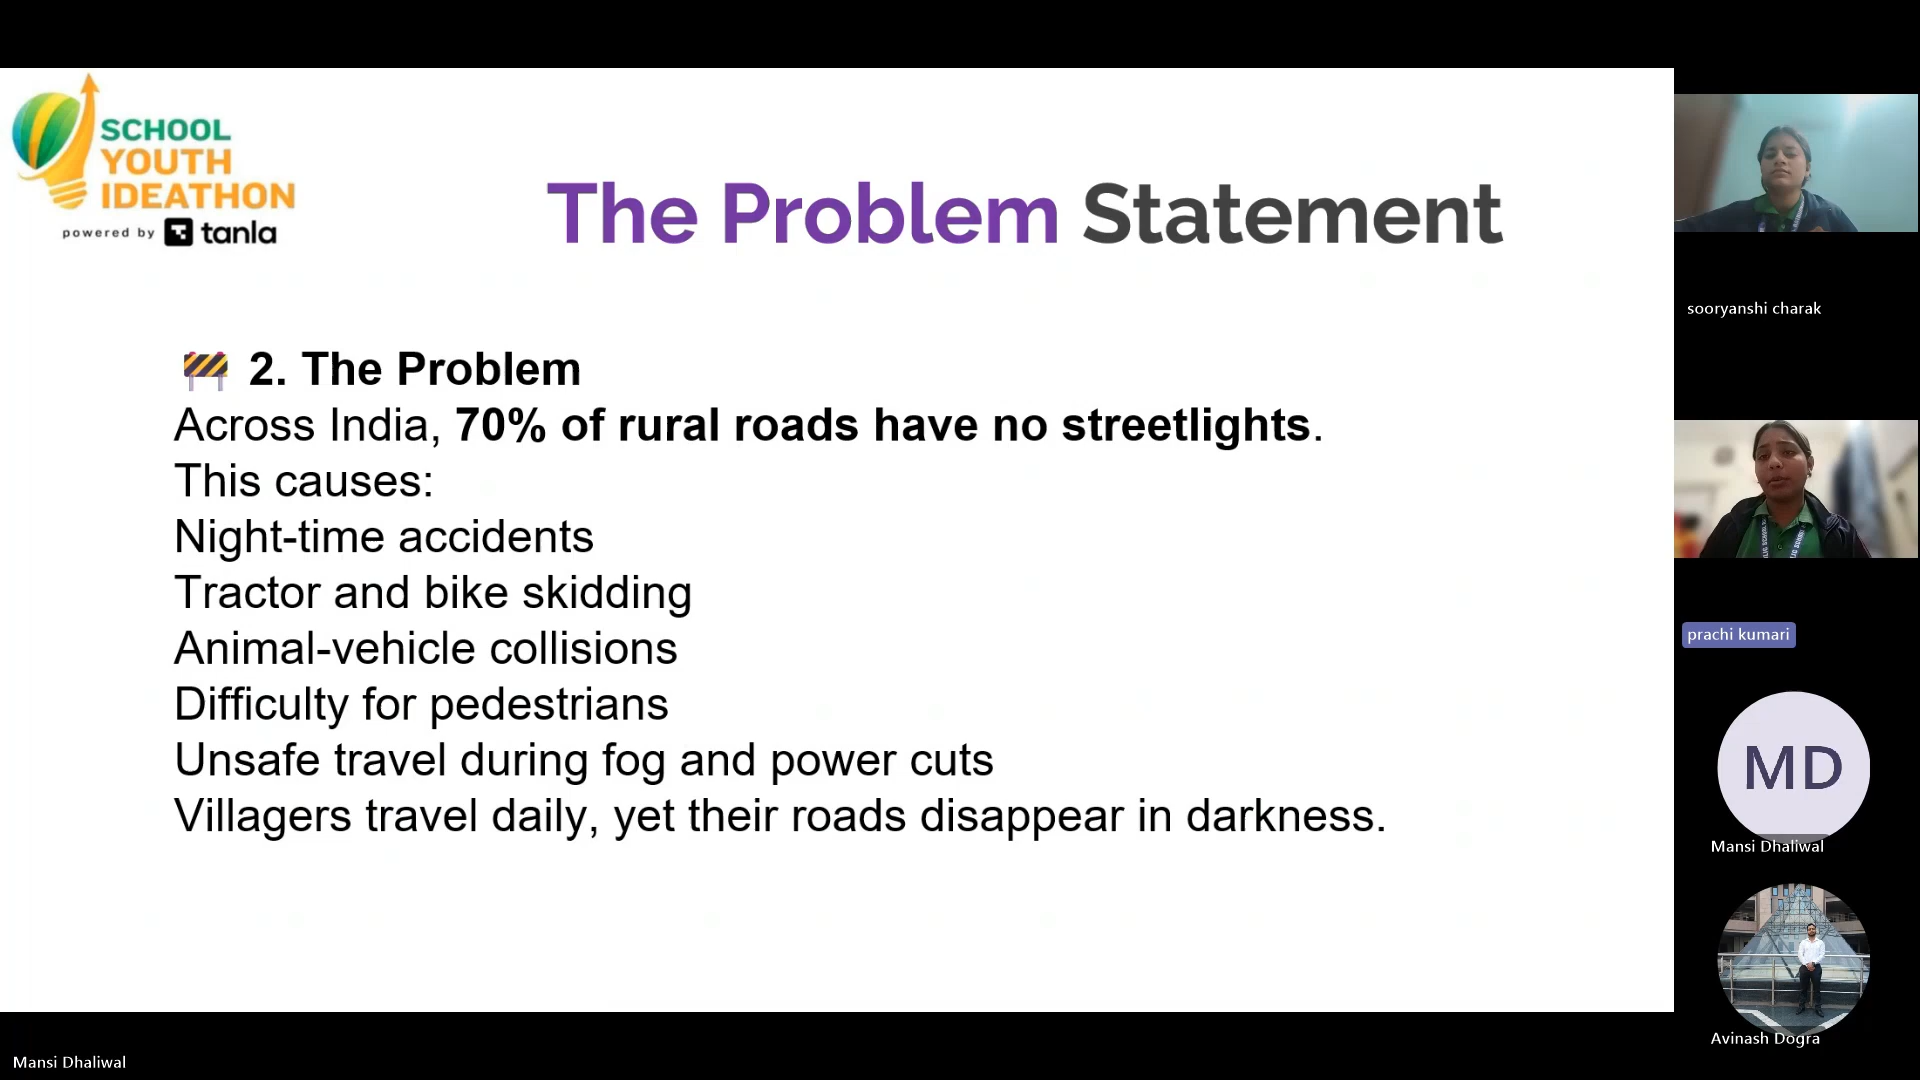 SCHOOL
YOUTH
IDEATHON
powered by tanla
The Problem Statement
2. The Problem
Across India, 70% of rural roads have no streetlights.
This causes:
Night-time accidents
Tractor and bike skidding
Animal-vehicle collisions
Difficulty for pedestrians
Unsafe travel during fog and power cuts
Villagers travel daily, yet their roads disappear in darkness.
sooryanshi charak
prachi kumari
MD
Mansi Dhaliwal
Avinash Dogra
Mansi Dhaliwal